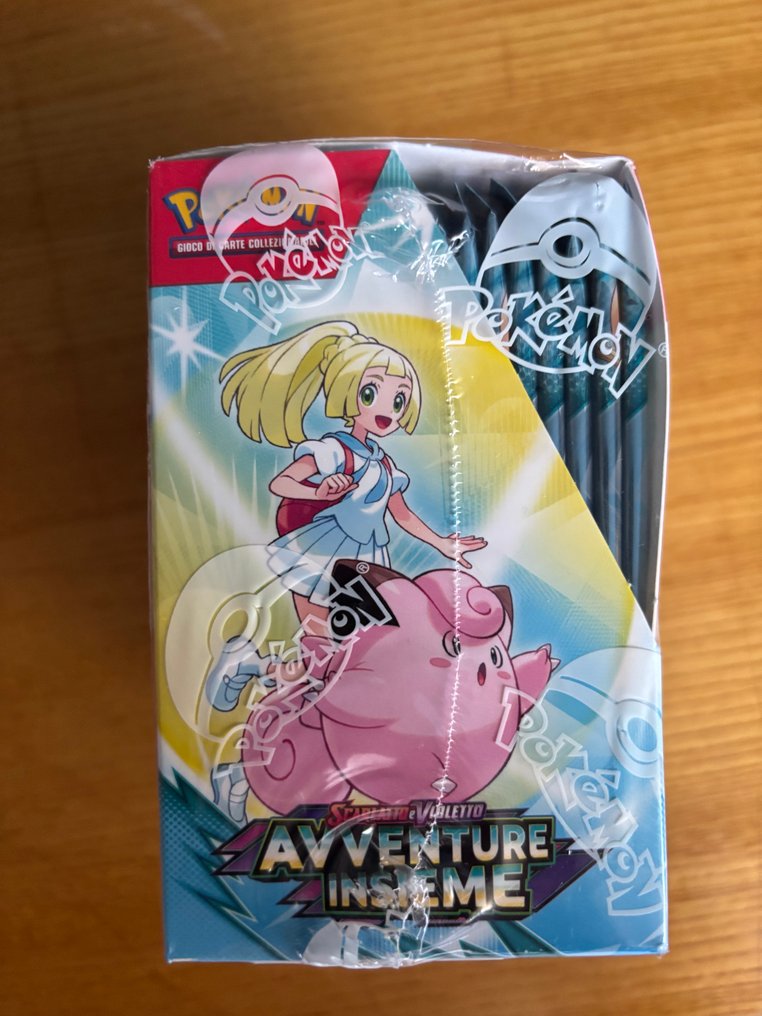 POKÉMON
GIOCO DI CARTE COLLEZIONABILI
POKÉMON
POKÉMON®
POKÉMON®
POKÉMON
SCARLATTO e VIOLETTO
AVVENTURE
INSIEME